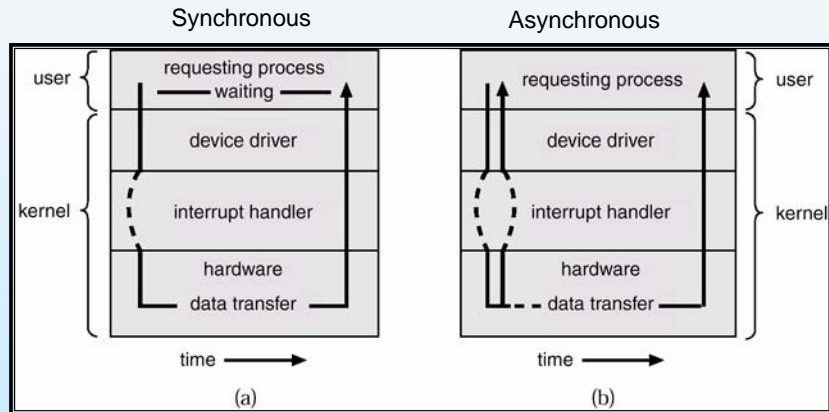 Synchronous
Asynchronous
user
requesting process
waiting
device driver
kernel
interrupt handler
hardware
data transfer
time
(a)
requesting process
user
device driver
interrupt handler
kernel
hardware
data transfer
time
(b)